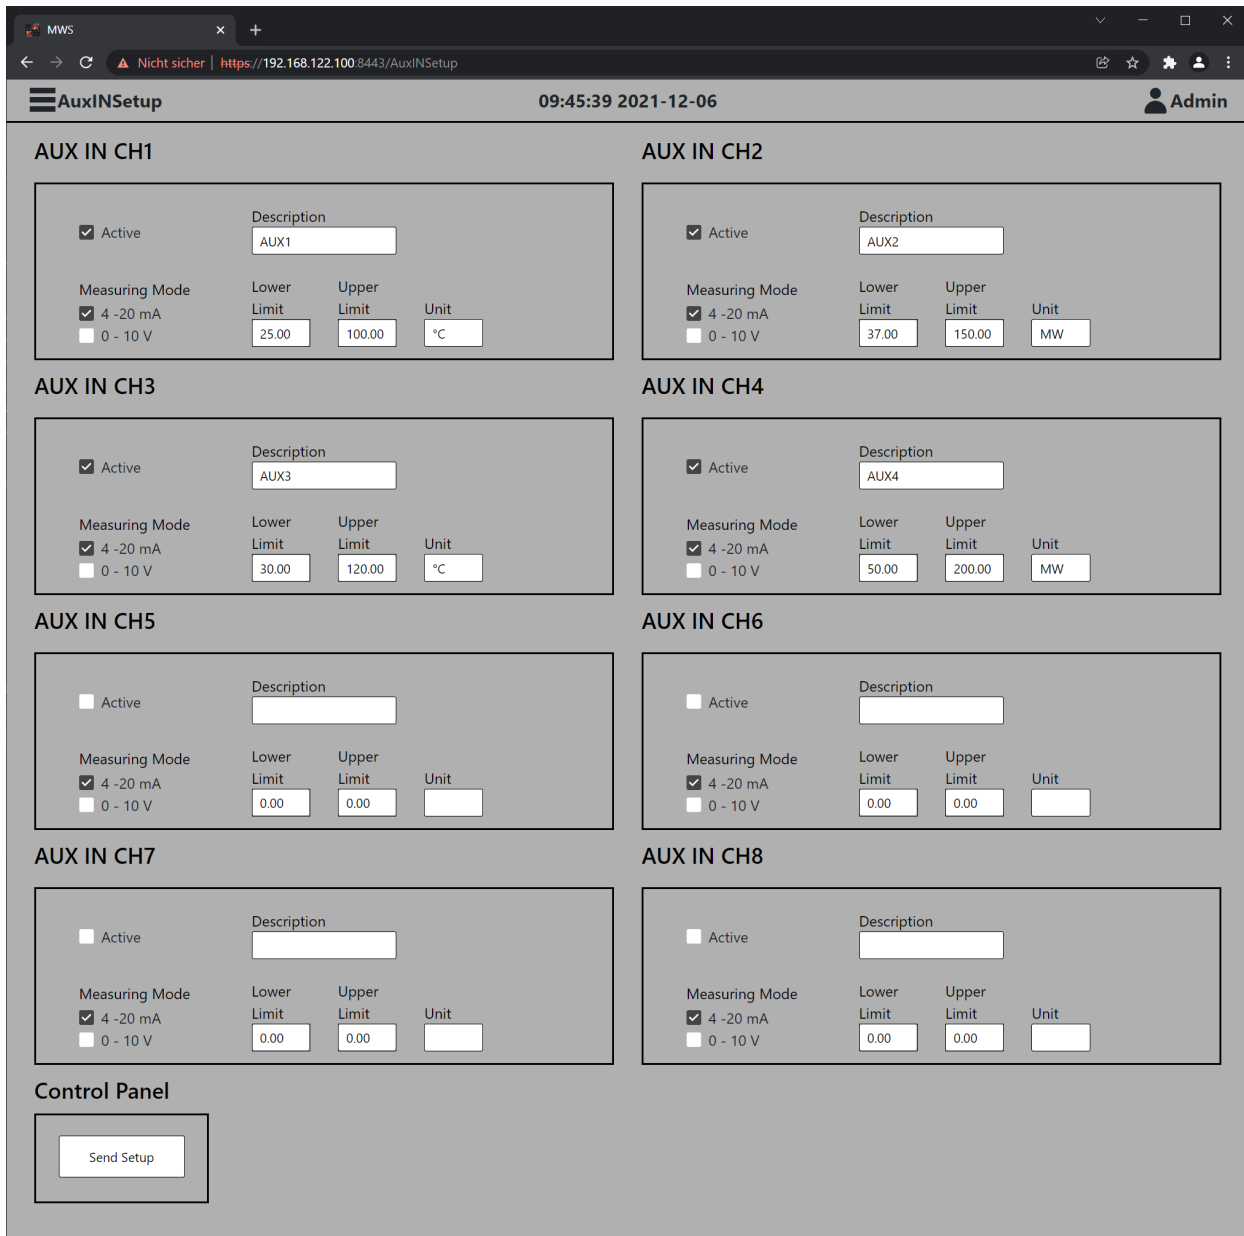 MWS
Nicht sicher | https://192.168.122.100:8443/AuxINSetup
AuxINSetup 09:45:39 2021-12-06 Admin
AUX IN CH1
Active
Description
AUX1
Measuring Mode
4 -20 mA
0 - 10 V
Lower Limit
25.00
Upper Limit
100.00
Unit
°C
AUX IN CH2
Active
Description
AUX2
Measuring Mode
4 -20 mA
0 - 10 V
Lower Limit
37.00
Upper Limit
150.00
Unit
MW
AUX IN CH3
Active
Description
AUX3
Measuring Mode
4 -20 mA
0 - 10 V
Lower Limit
30.00
Upper Limit
120.00
Unit
°C
AUX IN CH4
Active
Description
AUX4
Measuring Mode
4 -20 mA
0 - 10 V
Lower Limit
50.00
Upper Limit
200.00
Unit
MW
AUX IN CH5
Active
Description
Measuring Mode
4 -20 mA
0 - 10 V
Lower Limit
0.00
Upper Limit
0.00
Unit
AUX IN CH6
Active
Description
Measuring Mode
4 -20 mA
0 - 10 V
Lower Limit
0.00
Upper Limit
0.00
Unit
AUX IN CH7
Active
Description
Measuring Mode
4 -20 mA
0 - 10 V
Lower Limit
0.00
Upper Limit
0.00
Unit
AUX IN CH8
Active
Description
Measuring Mode
4 -20 mA
0 - 10 V
Lower Limit
0.00
Upper Limit
0.00
Unit
Control Panel
Send Setup